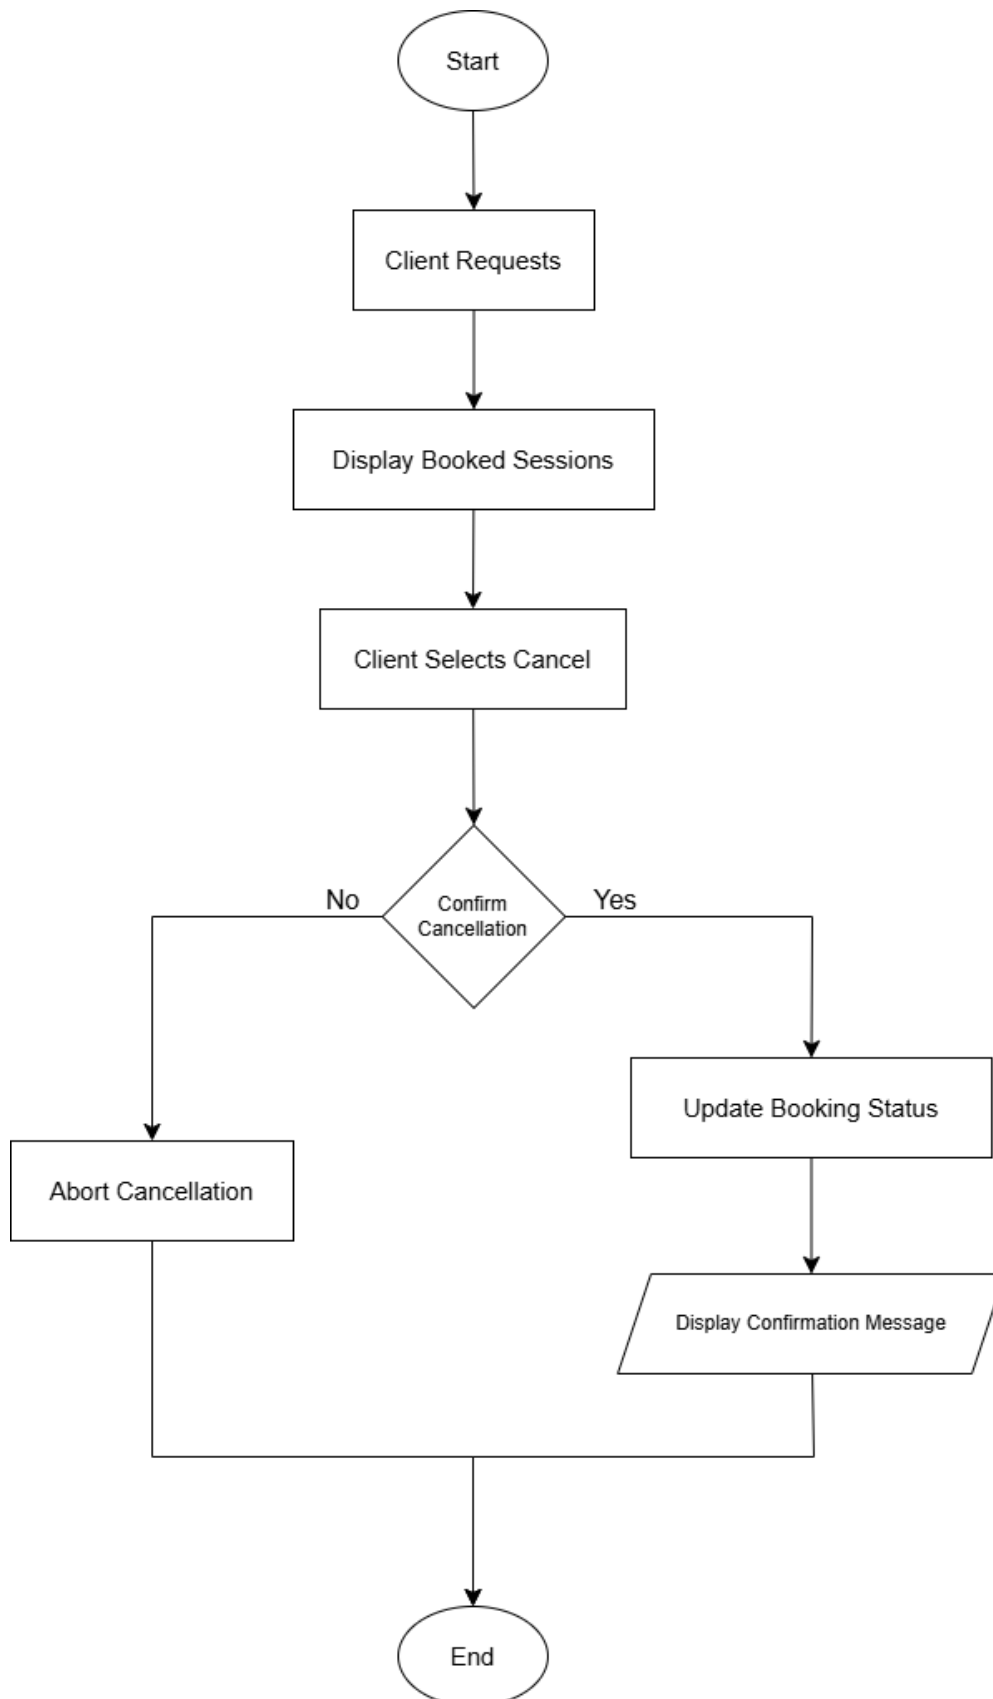 Start
Client Requests
Display Booked Sessions
Client Selects Cancel
No
Confirm
Cancellation
Yes
Update Booking Status
Abort Cancellation
Display Confirmation Message
End